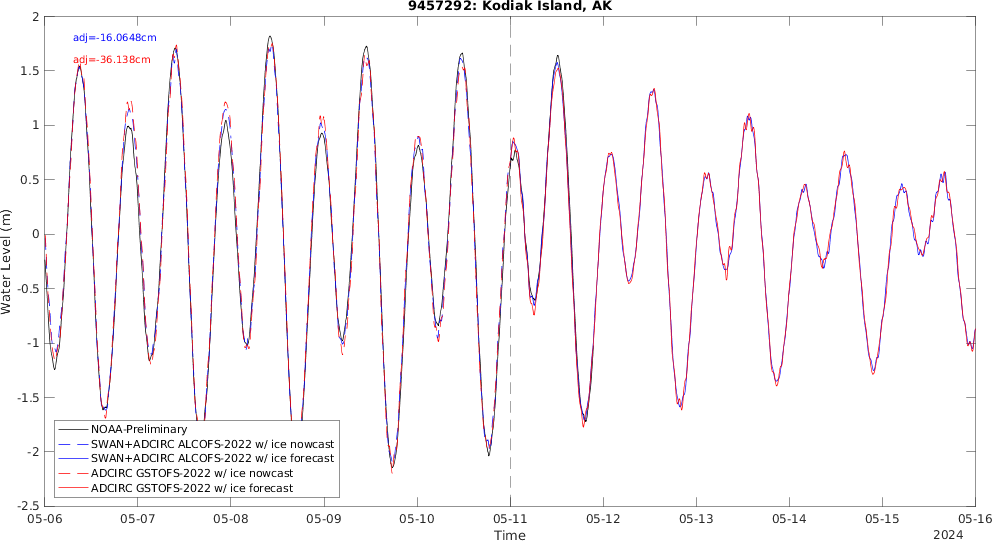 9457292: Kodiak Island, AK
adj=-16.0648cm
adj=-36.138cm
Water Level (m)
2
1.5
1
0.5
0
-0.5
-1
-1.5
-2
-2.5
NOAA-Preliminary
SWAN+ADCIRC ALCOFS-2022 w/ ice nowcast
SWAN+ADCIRC ALCOFS-2022 w/ ice forecast
ADCIRC GSTOFS-2022 w/ ice nowcast
ADCIRC GSTOFS-2022 w/ ice forecast
05-06 05-07 05-08 05-09 05-10 05-11 05-12 05-13 05-14 05-15 05-16
Time
2024